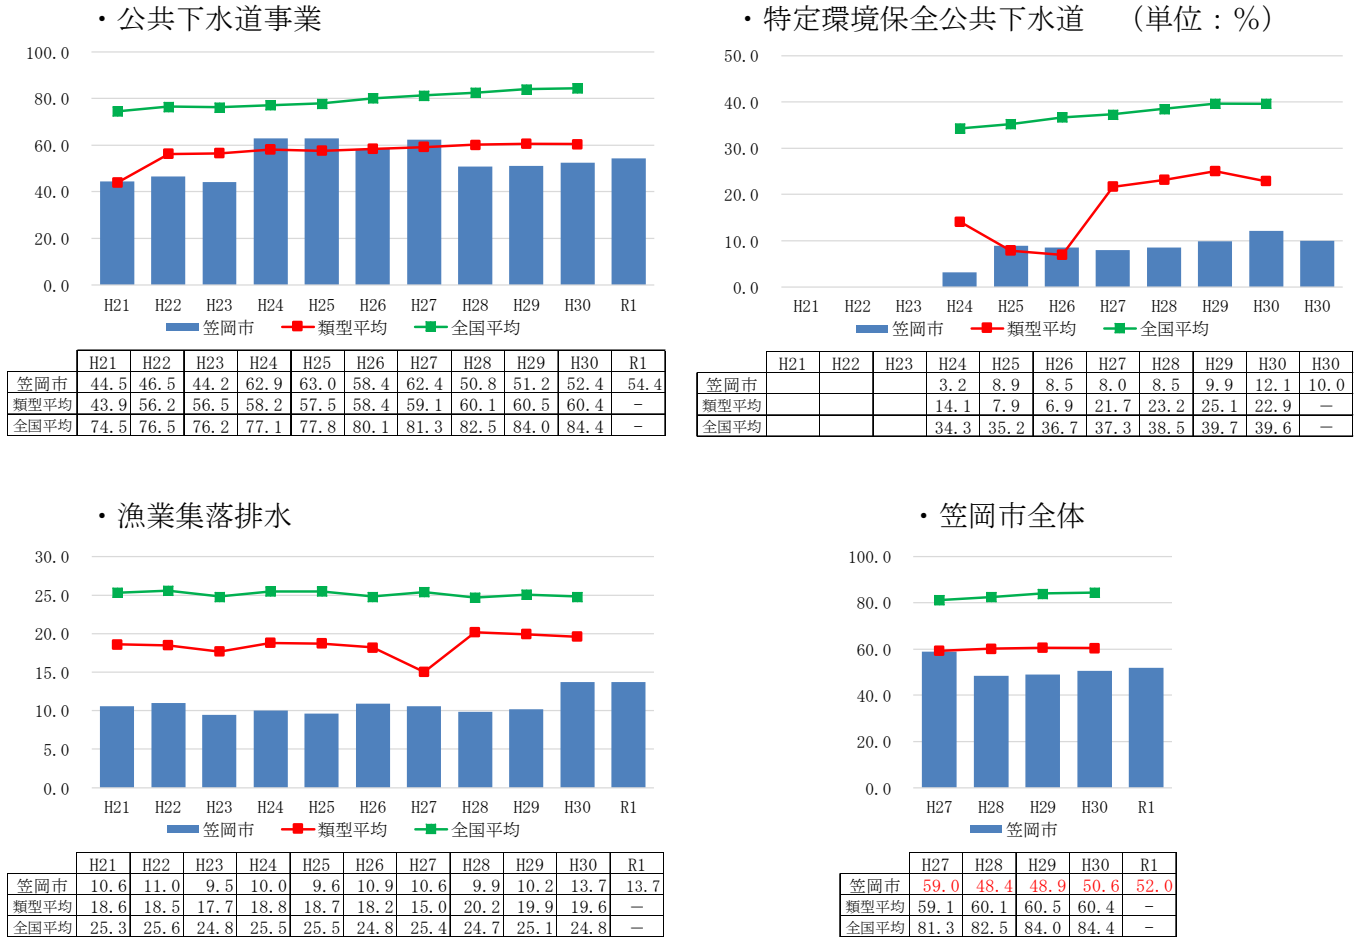 ・公共下水道事業
100.0
80.0
60.0
40.0
20.0
0.0
H21 H22 H23 H24 H25 H26 H27 H28 H29 H30 R1
笠岡市 類型平均 全国平均
H21 H22 H23 H24 H25 H26 H27 H28 H29 H30 R1
笠岡市 44.5 46.5 44.2 62.9 63.0 58.4 62.4 50.8 51.2 52.4 54.4
類型平均 43.9 56.2 56.5 58.2 57.5 58.4 59.1 60.1 60.5 60.4 －
全国平均 74.5 76.5 76.2 77.1 77.8 80.1 81.3 82.5 84.0 84.4 －
・特定環境保全公共下水道 （単位：％）
50.0
40.0
30.0
20.0
10.0
0.0
H21 H22 H23 H24 H25 H26 H27 H28 H29 H30 H30
笠岡市 類型平均 全国平均
H21 H22 H23 H24 H25 H26 H27 H28 H29 H30 H30
笠岡市 3.2 8.9 8.5 8.0 8.5 9.9 12.1 10.0
類型平均 14.1 7.9 6.9 21.7 23.2 25.1 22.9 －
全国平均 34.3 35.2 36.7 37.3 38.5 39.7 39.6 －
・漁業集落排水
30.0
25.0
20.0
15.0
10.0
5.0
0.0
H21 H22 H23 H24 H25 H26 H27 H28 H29 H30 R1
笠岡市 類型平均 全国平均
H21 H22 H23 H24 H25 H26 H27 H28 H29 H30 R1
笠岡市 10.6 11.0 9.5 10.0 9.6 10.9 10.6 9.9 10.2 13.7 13.7
類型平均 18.6 18.5 17.7 18.8 18.7 18.2 15.0 20.2 19.9 19.6 －
全国平均 25.3 25.6 24.8 25.5 25.5 24.8 25.4 24.7 25.1 24.8 －
・笠岡市全体
100.0
80.0
60.0
40.0
20.0
0.0
H27 H28 H29 H30 R1
笠岡市
H27 H28 H29 H30 R1
笠岡市 59.0 48.4 48.9 50.6 52.0
類型平均 59.1 60.1 60.5 60.4 －
全国平均 81.3 82.5 84.0 84.4 －